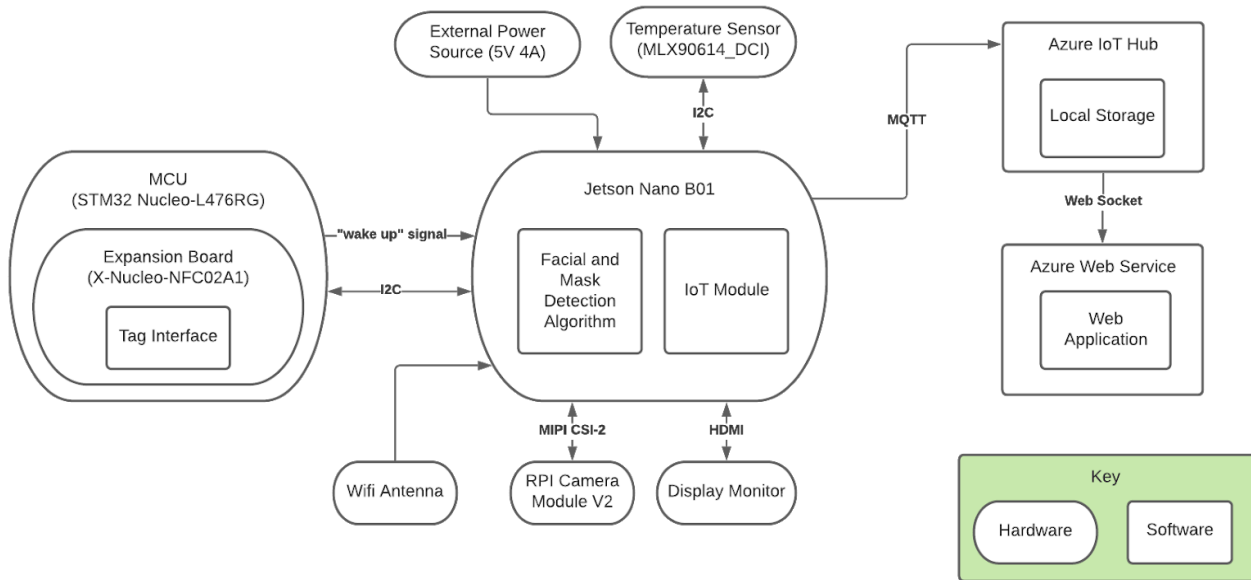 External Power
Source (5V 4A)
Temperature Sensor
(MLX90614_DCI)
Azure IoT Hub
Local Storage
I2C
MQTT
MCU
(STM32 Nucleo-L476RG)
Jetson Nano B01
Web Socket
"wake up" signal
Expansion Board
(X-Nucleo-NFC02A1)
Tag Interface
I2C
Facial and
Mask
Detection
Algorithm
IoT Module
Azure Web Service
Web
Application
MIPI CSI-2
HDMI
Wifi Antenna
RPI Camera
Module V2
Display Monitor
Key
Hardware
Software